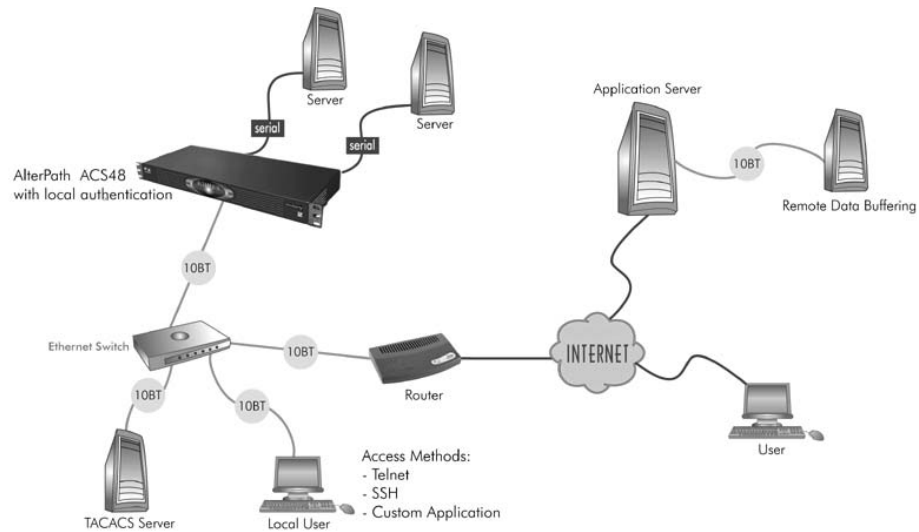 Server
Server
serial
serial
AlterPath ACS48
with local authentication
Application Server
10BT
Remote Data Buffering
10BT
Ethernet Switch
10BT
Router
INTERNET
10BT
10BT
User
TACACS Server
Local User
Access Methods:
- Telnet
- SSH
- Custom Application